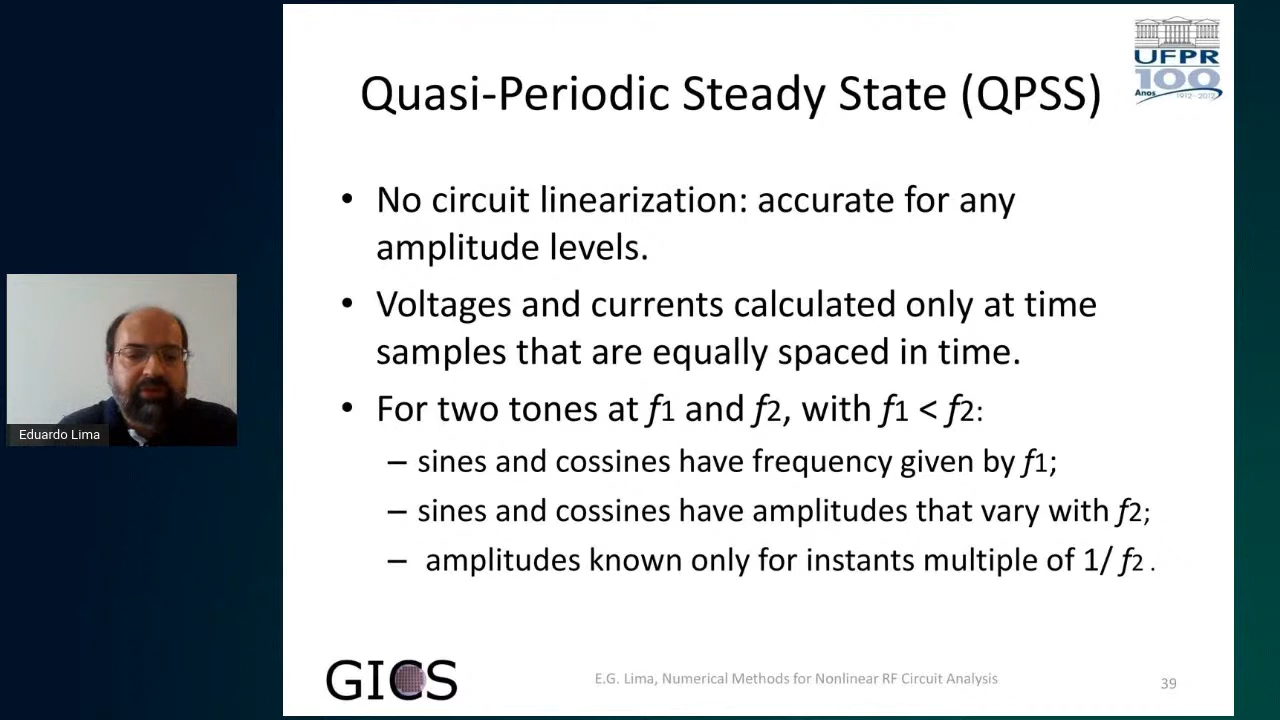 UFPR
100
Anos
1912-2012
Quasi-Periodic Steady State (QPSS)
• No circuit linearization: accurate for any
amplitude levels.
• Voltages and currents calculated only at time
samples that are equally spaced in time.
• For two tones at f1 and f2, with f1 < f2:
– sines and cossines have frequency given by f1;
– sines and cossines have amplitudes that vary with f2;
– amplitudes known only for instants multiple of 1/ f2 .
Eduardo Lima
GICS
E.G. Lima, Numerical Methods for Nonlinear RF Circuit Analysis
39